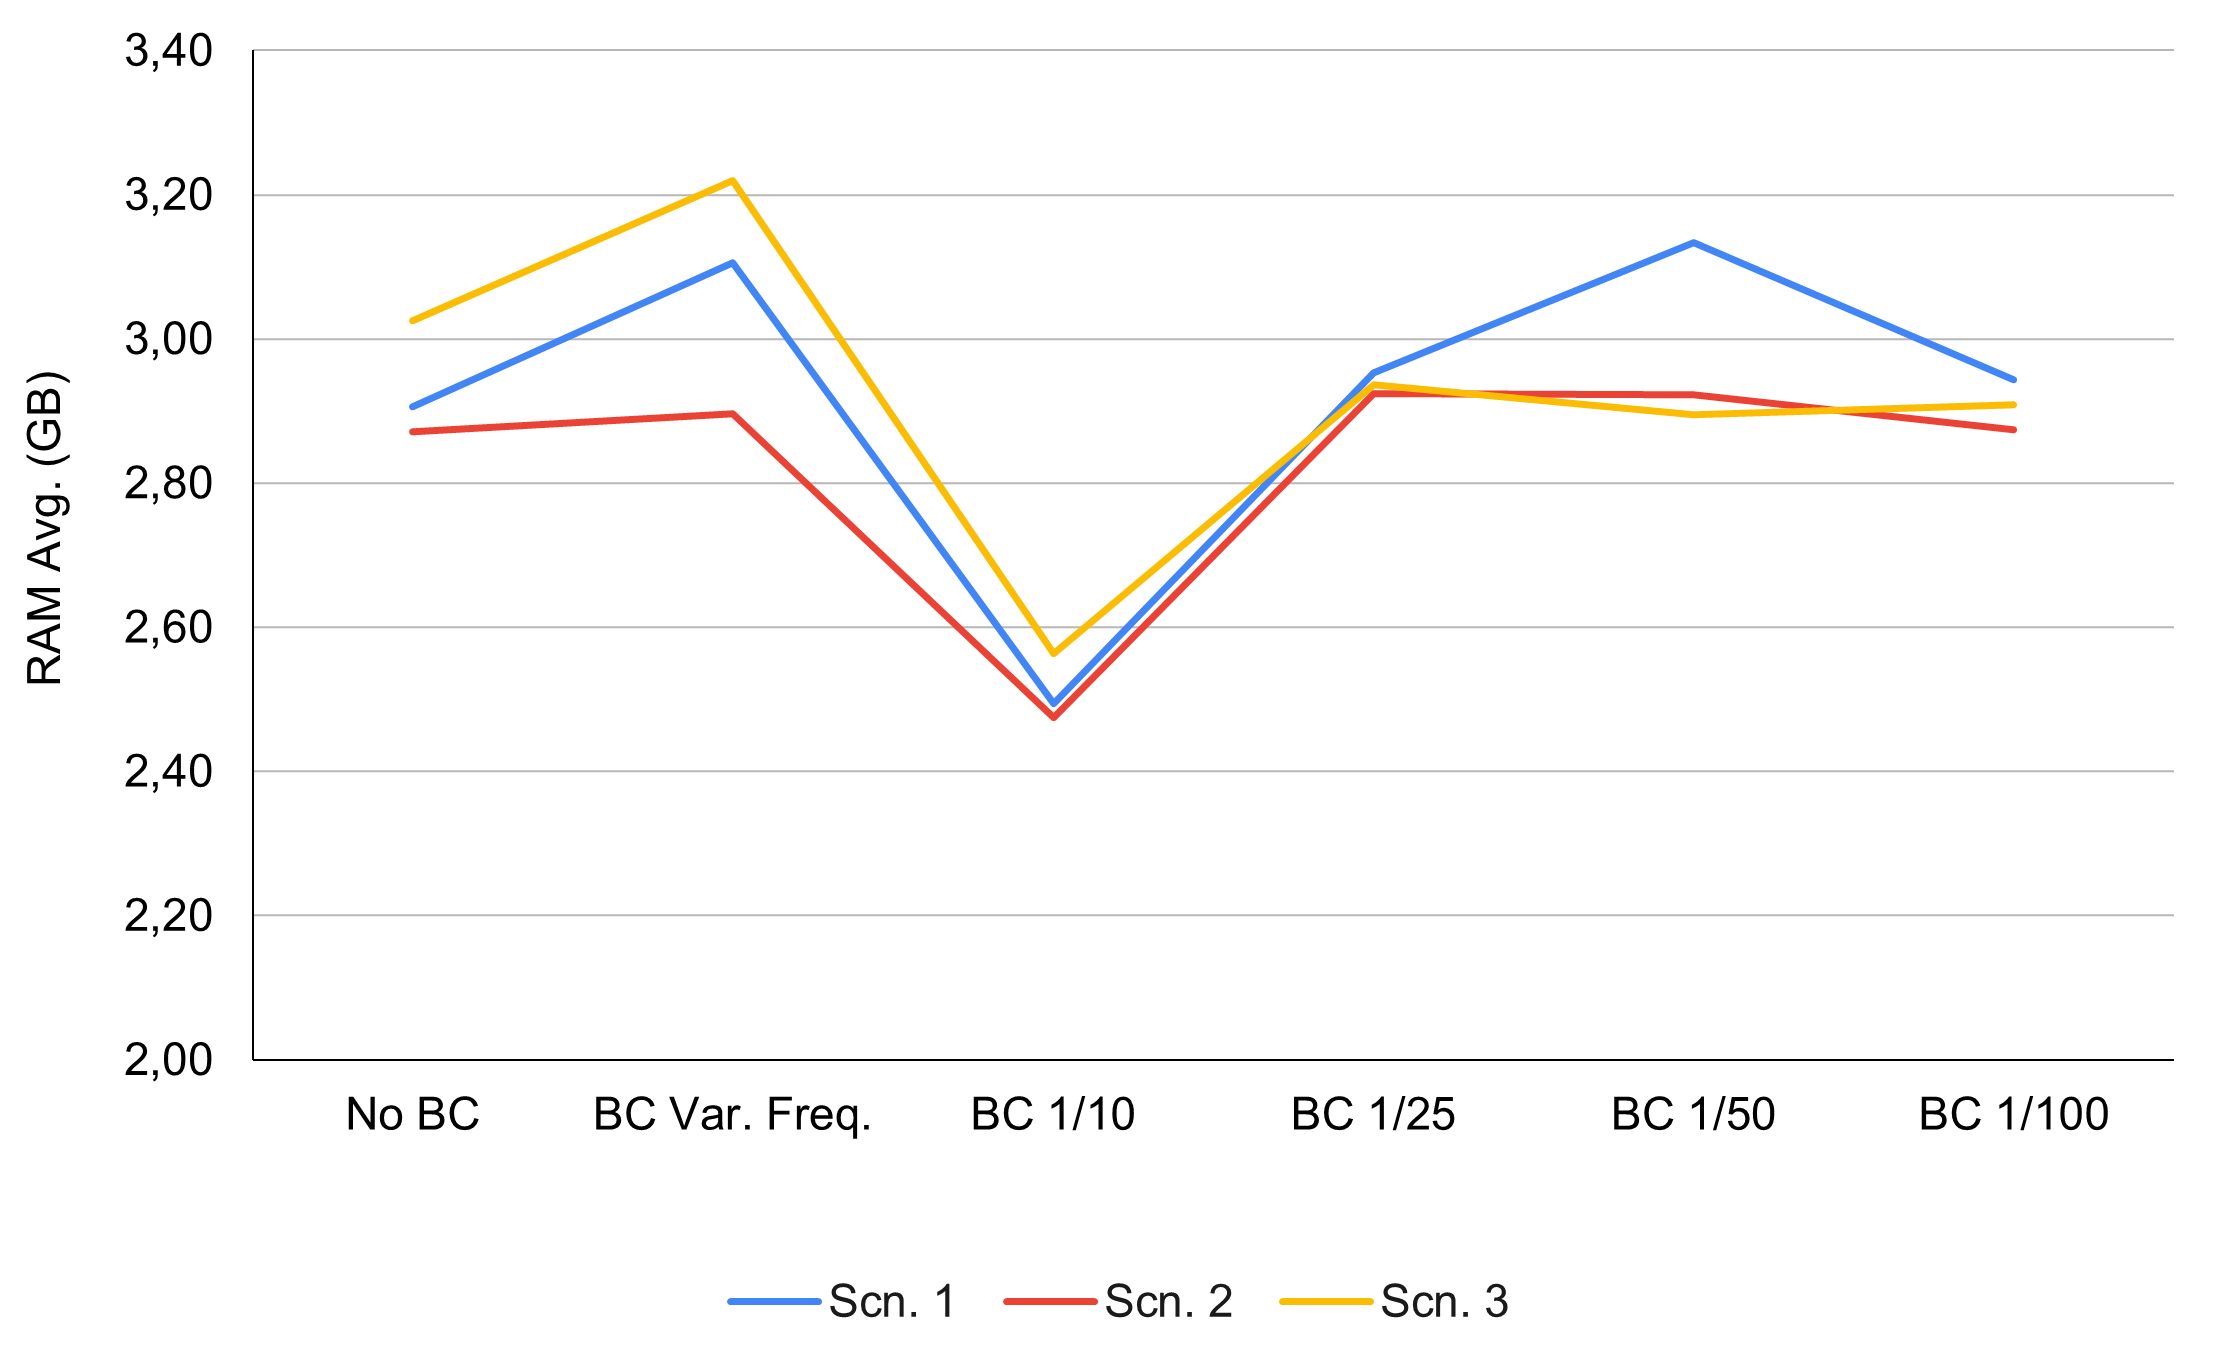 3,40
3,20
3,00
2,80
2,60
2,40
2,20
2,00
RAM Avg. (GB)
No BC
BC Var. Freq.
BC 1/10
BC 1/25
BC 1/50
BC 1/100
Scn. 1
Scn. 2
Scn. 3